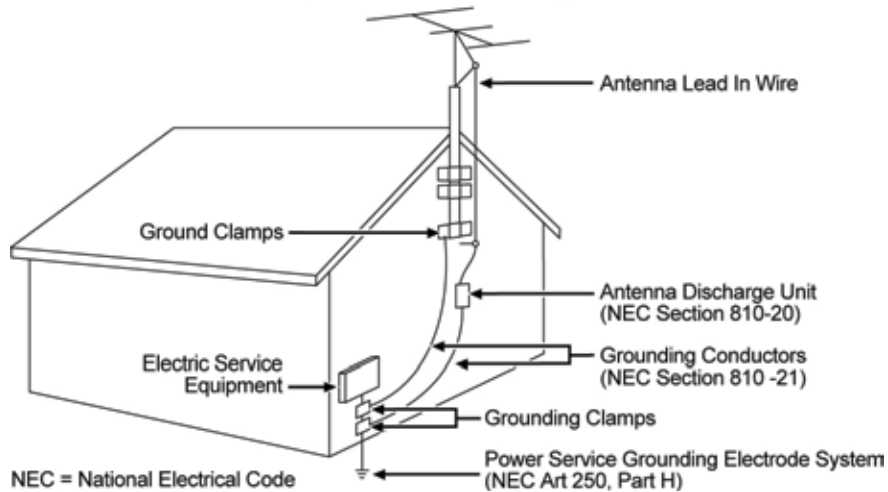 Antenna Lead In Wire
Ground Clamps
Antenna Discharge Unit
(NEC Section 810-20)
Electric Service
Equipment
Grounding Conductors
(NEC Section 810 -21)
Grounding Clamps
Power Service Grounding Electrode System
(NEC Art 250, Part H)
NEC = National Electrical Code